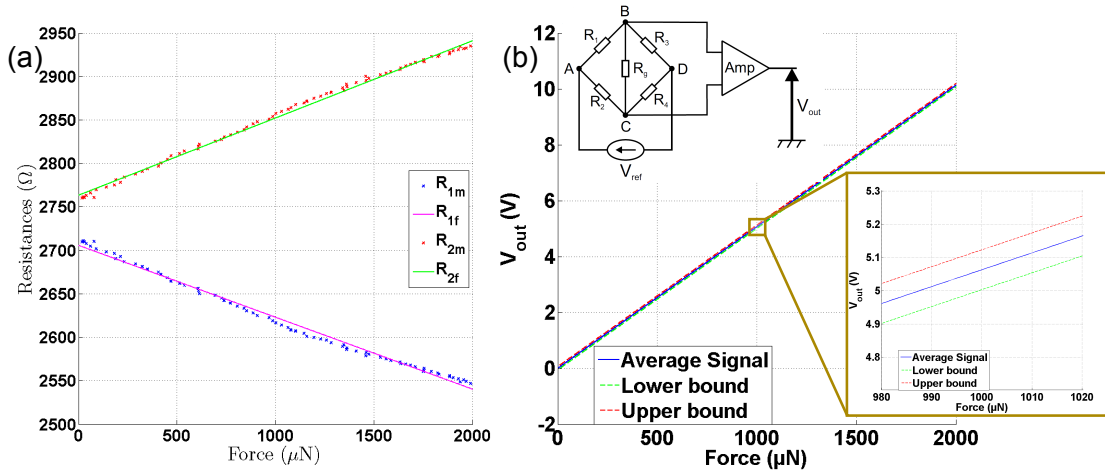 (a)
2950
2900
2850
2800
2750
2700
2650
2600
2550
2500
Resistances (Ω)
0
500
1000
1500
2000
Force (μN)
R1m
R1f
R2m
R2f
(b)
12
10
8
6
4
2
0
-2
Vout (V)
0
500
1000
1500
2000
Force (µN)
B
R1
R3
A
Rg
D
R2
R4
C
Vref
Amp
Vout
Average Signal
Lower bound
Upper bound
5.3
5.2
5.1
5
4.9
4.8
Vout (V)
980
990
1000
1010
1020
Force (µN)
Average Signal
Lower bound
Upper bound